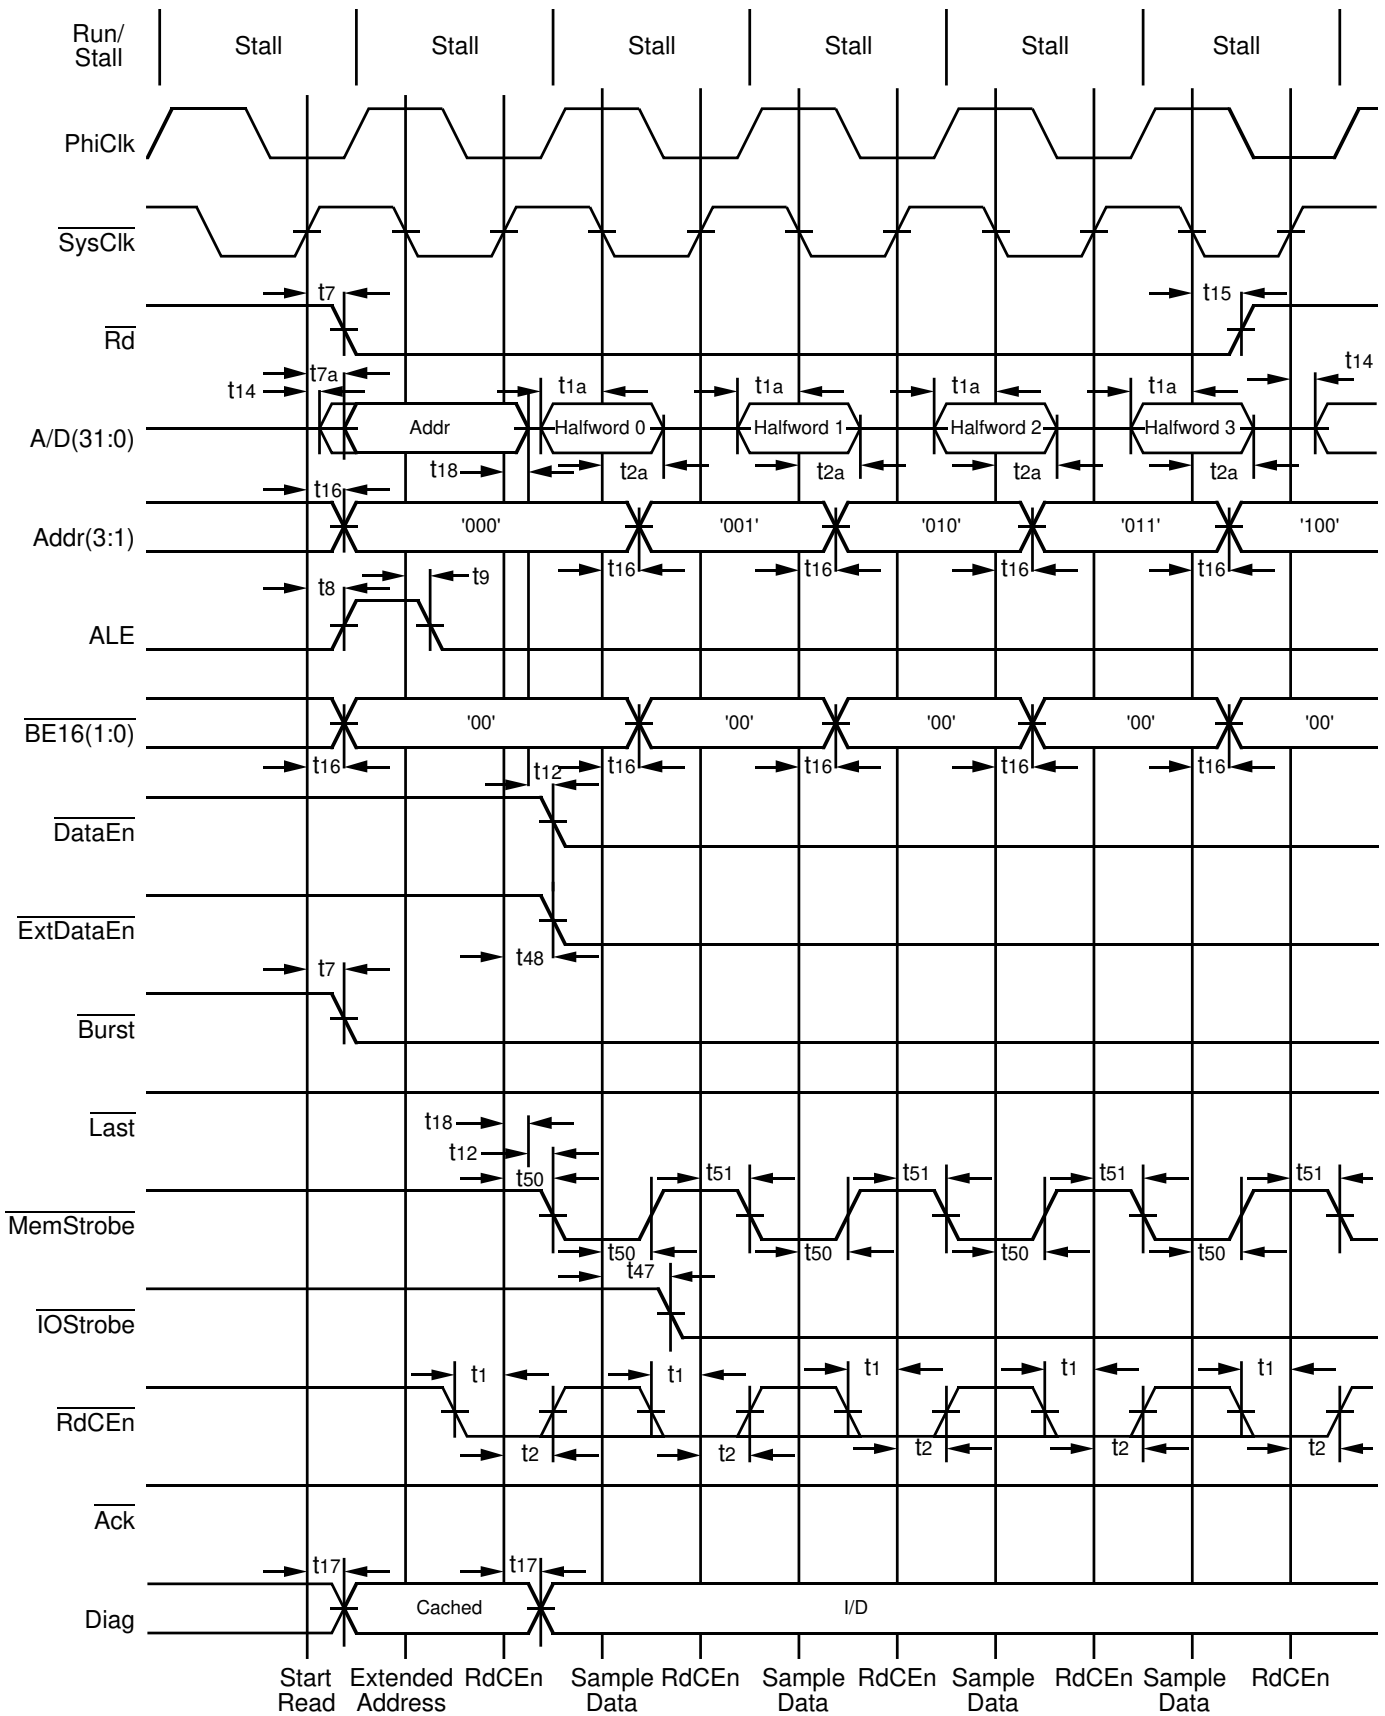 Run/
Stall
Stall
Stall
Stall
Stall
Stall
Stall
PhiClk
SysClk
t7
t15
Rd
t7a
t14
t1a
t1a
t1a
t1a
t14
A/D(31:0)
Addr
Halfword 0
Halfword 1
Halfword 2
Halfword 3
t18
t2a
t2a
t2a
t2a
t16
Addr(3:1)
'000'
'001'
'010'
'011'
'100'
t16
t16
t16
t16
t8
t9
ALE
BE16(1:0)
'00'
'00'
'00'
'00'
'00'
t16
t12
t16
t16
t16
t16
DataEn
ExtDataEn
t48
t7
Burst
Last
t18
t12
t50
t51
t51
t51
t51
MemStrobe
t50
t50
t50
t50
t47
IOStrobe
t1
t1
t1
t1
t1
RdCEn
t2
t2
t2
t2
t2
Ack
t17
t17
Diag
Cached
I/D
Start
Read
Extended
Address
RdCEn
Sample
Data
RdCEn
Sample
Data
RdCEn
Sample
Data
RdCEn
Sample
Data
RdCEn